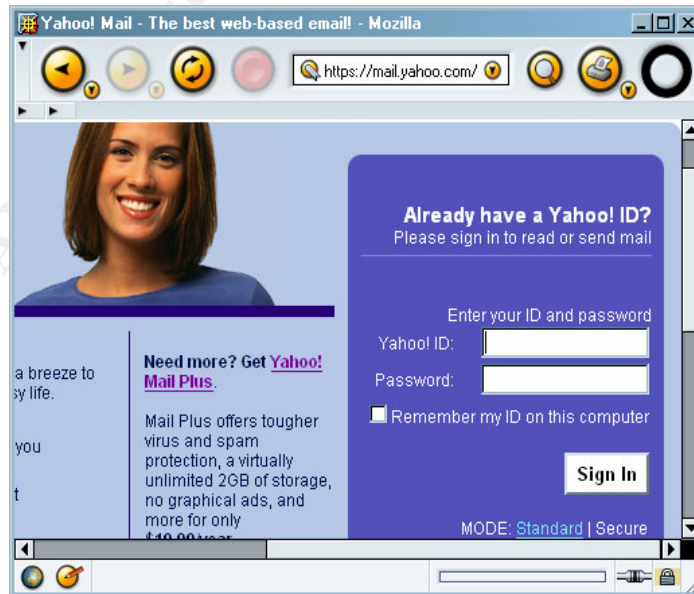 Yahoo! Mail - The best web-based email! - Mozilla
https://mail.yahoo.com/
Already have a Yahoo! ID?
Please sign in to read or send mail
Enter your ID and password
Yahoo! ID:
Password:
Remember my ID on this computer
Sign In
MODE: Standard | Secure
a breeze to
sy life.
you
t
Need more? Get Yahoo!
Mail Plus.
Mail Plus offers tougher
virus and spam
protection, a virtually
unlimited 2GB of storage,
no graphical ads, and
more for only